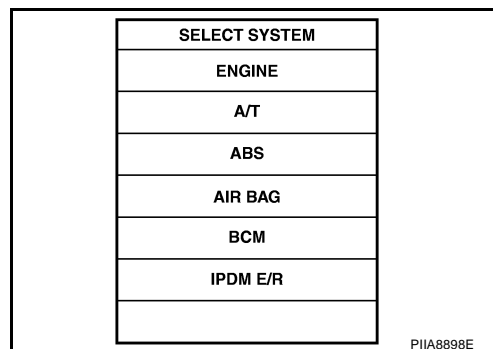 SELECT SYSTEM
ENGINE
A/T
ABS
AIR BAG
BCM
IPDM E/R
PIIA8898E